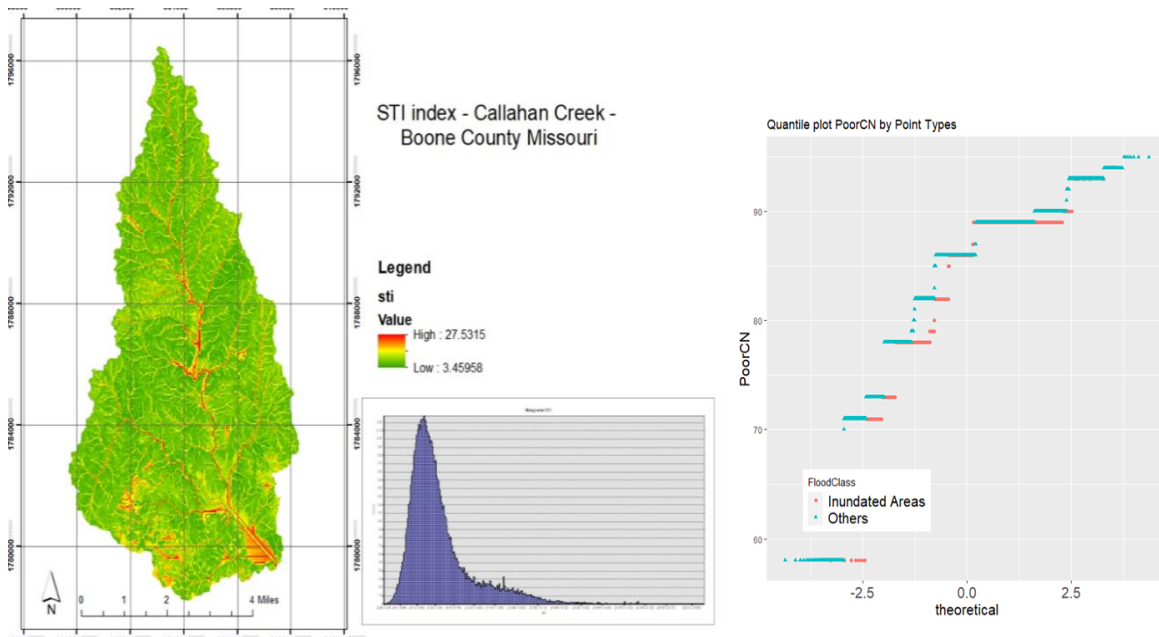 1796000
1796000
1792000
1792000
1788000
1788000
1784000
1784000
1780000
1780000
N
0 1 2 4 Miles
STI index - Callahan Creek -
Boone County Missouri
Legend
sti
Value
High : 27.5315
Low : 3.45958
Quantile plot PoorCN by Point Types
PoorCN
90
80
70
60
FloodClass
Inundated Areas
Others
-2.5 0.0 2.5
theoretical